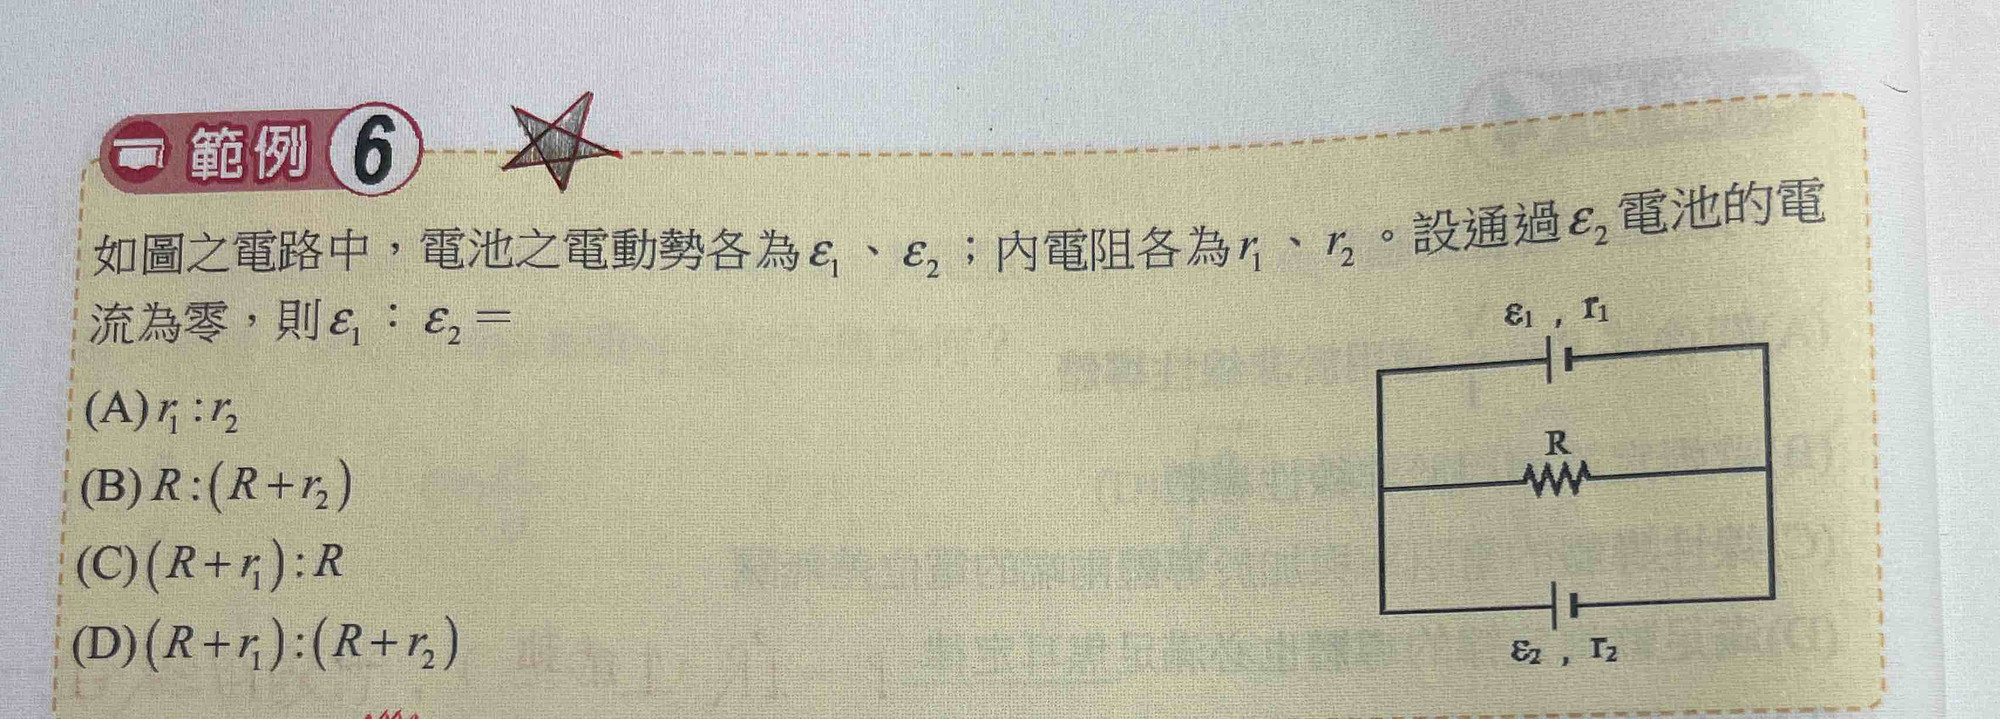 範例 6
如圖之電路中，電池之電動勢各為ε₁、ε₂；內電阻各為r₁、r₂。設通過ε₂電池的電
流為零，則ε₁：ε₂＝
(A) r₁ : r₂
(B) R : (R + r₂)
(C) (R + r₁) : R
(D) (R + r₁) : (R + r₂)
ε₁ , r₁
R
ε₂ , r₂